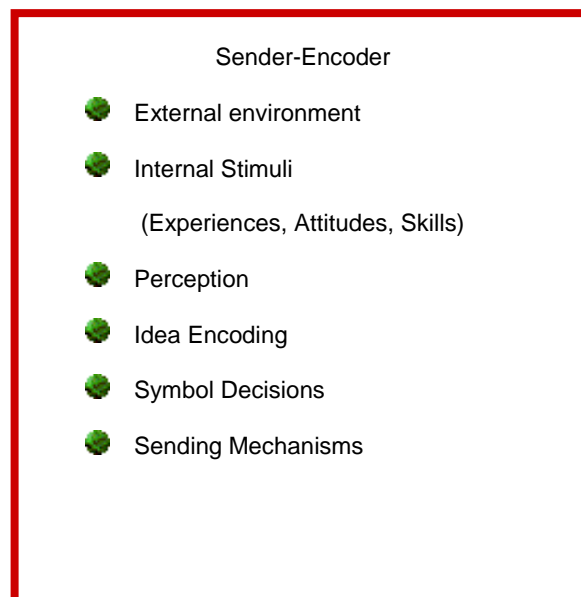 Sender-Encoder
External environment
Internal Stimuli
(Experiences, Attitudes, Skills)
Perception
Idea Encoding
Symbol Decisions
Sending Mechanisms